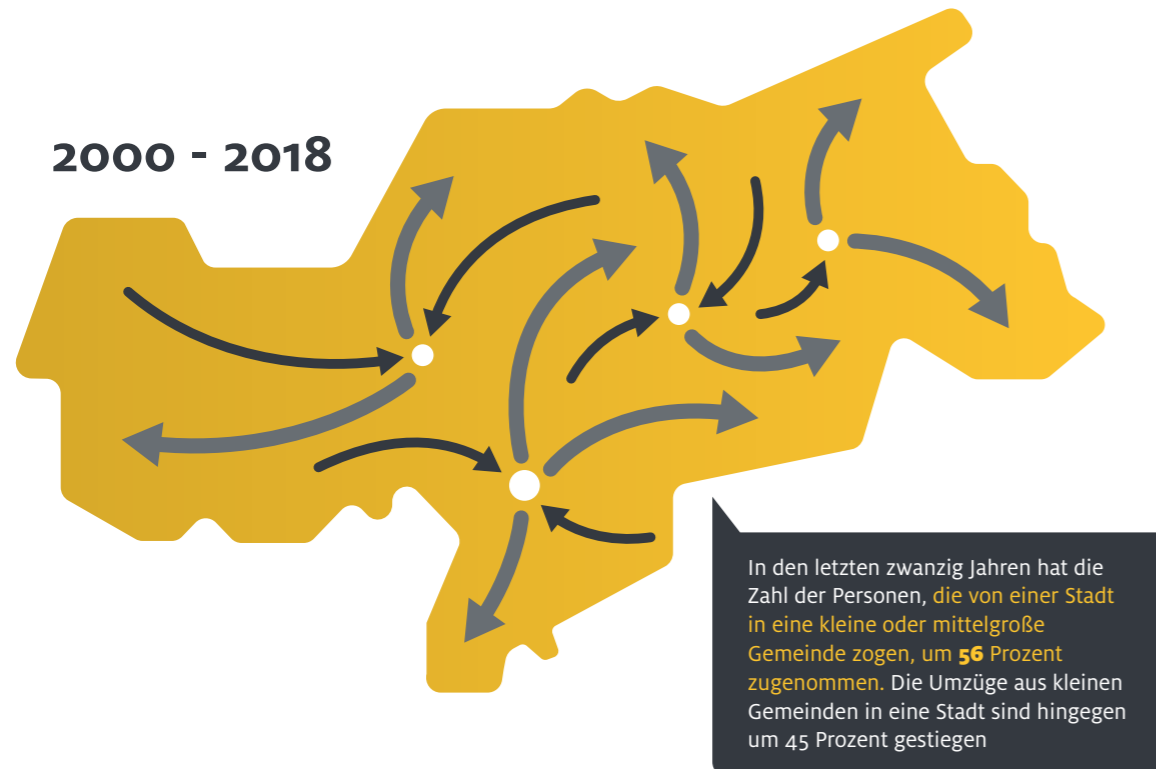 2000 - 2018
In den letzten zwanzig Jahren hat die
Zahl der Personen, die von einer Stadt
in eine kleine oder mittelgroße
Gemeinde zogen, um 56 Prozent
zugenommen. Die Umzüge aus kleinen
Gemeinden in eine Stadt sind hingegen
um 45 Prozent gestiegen